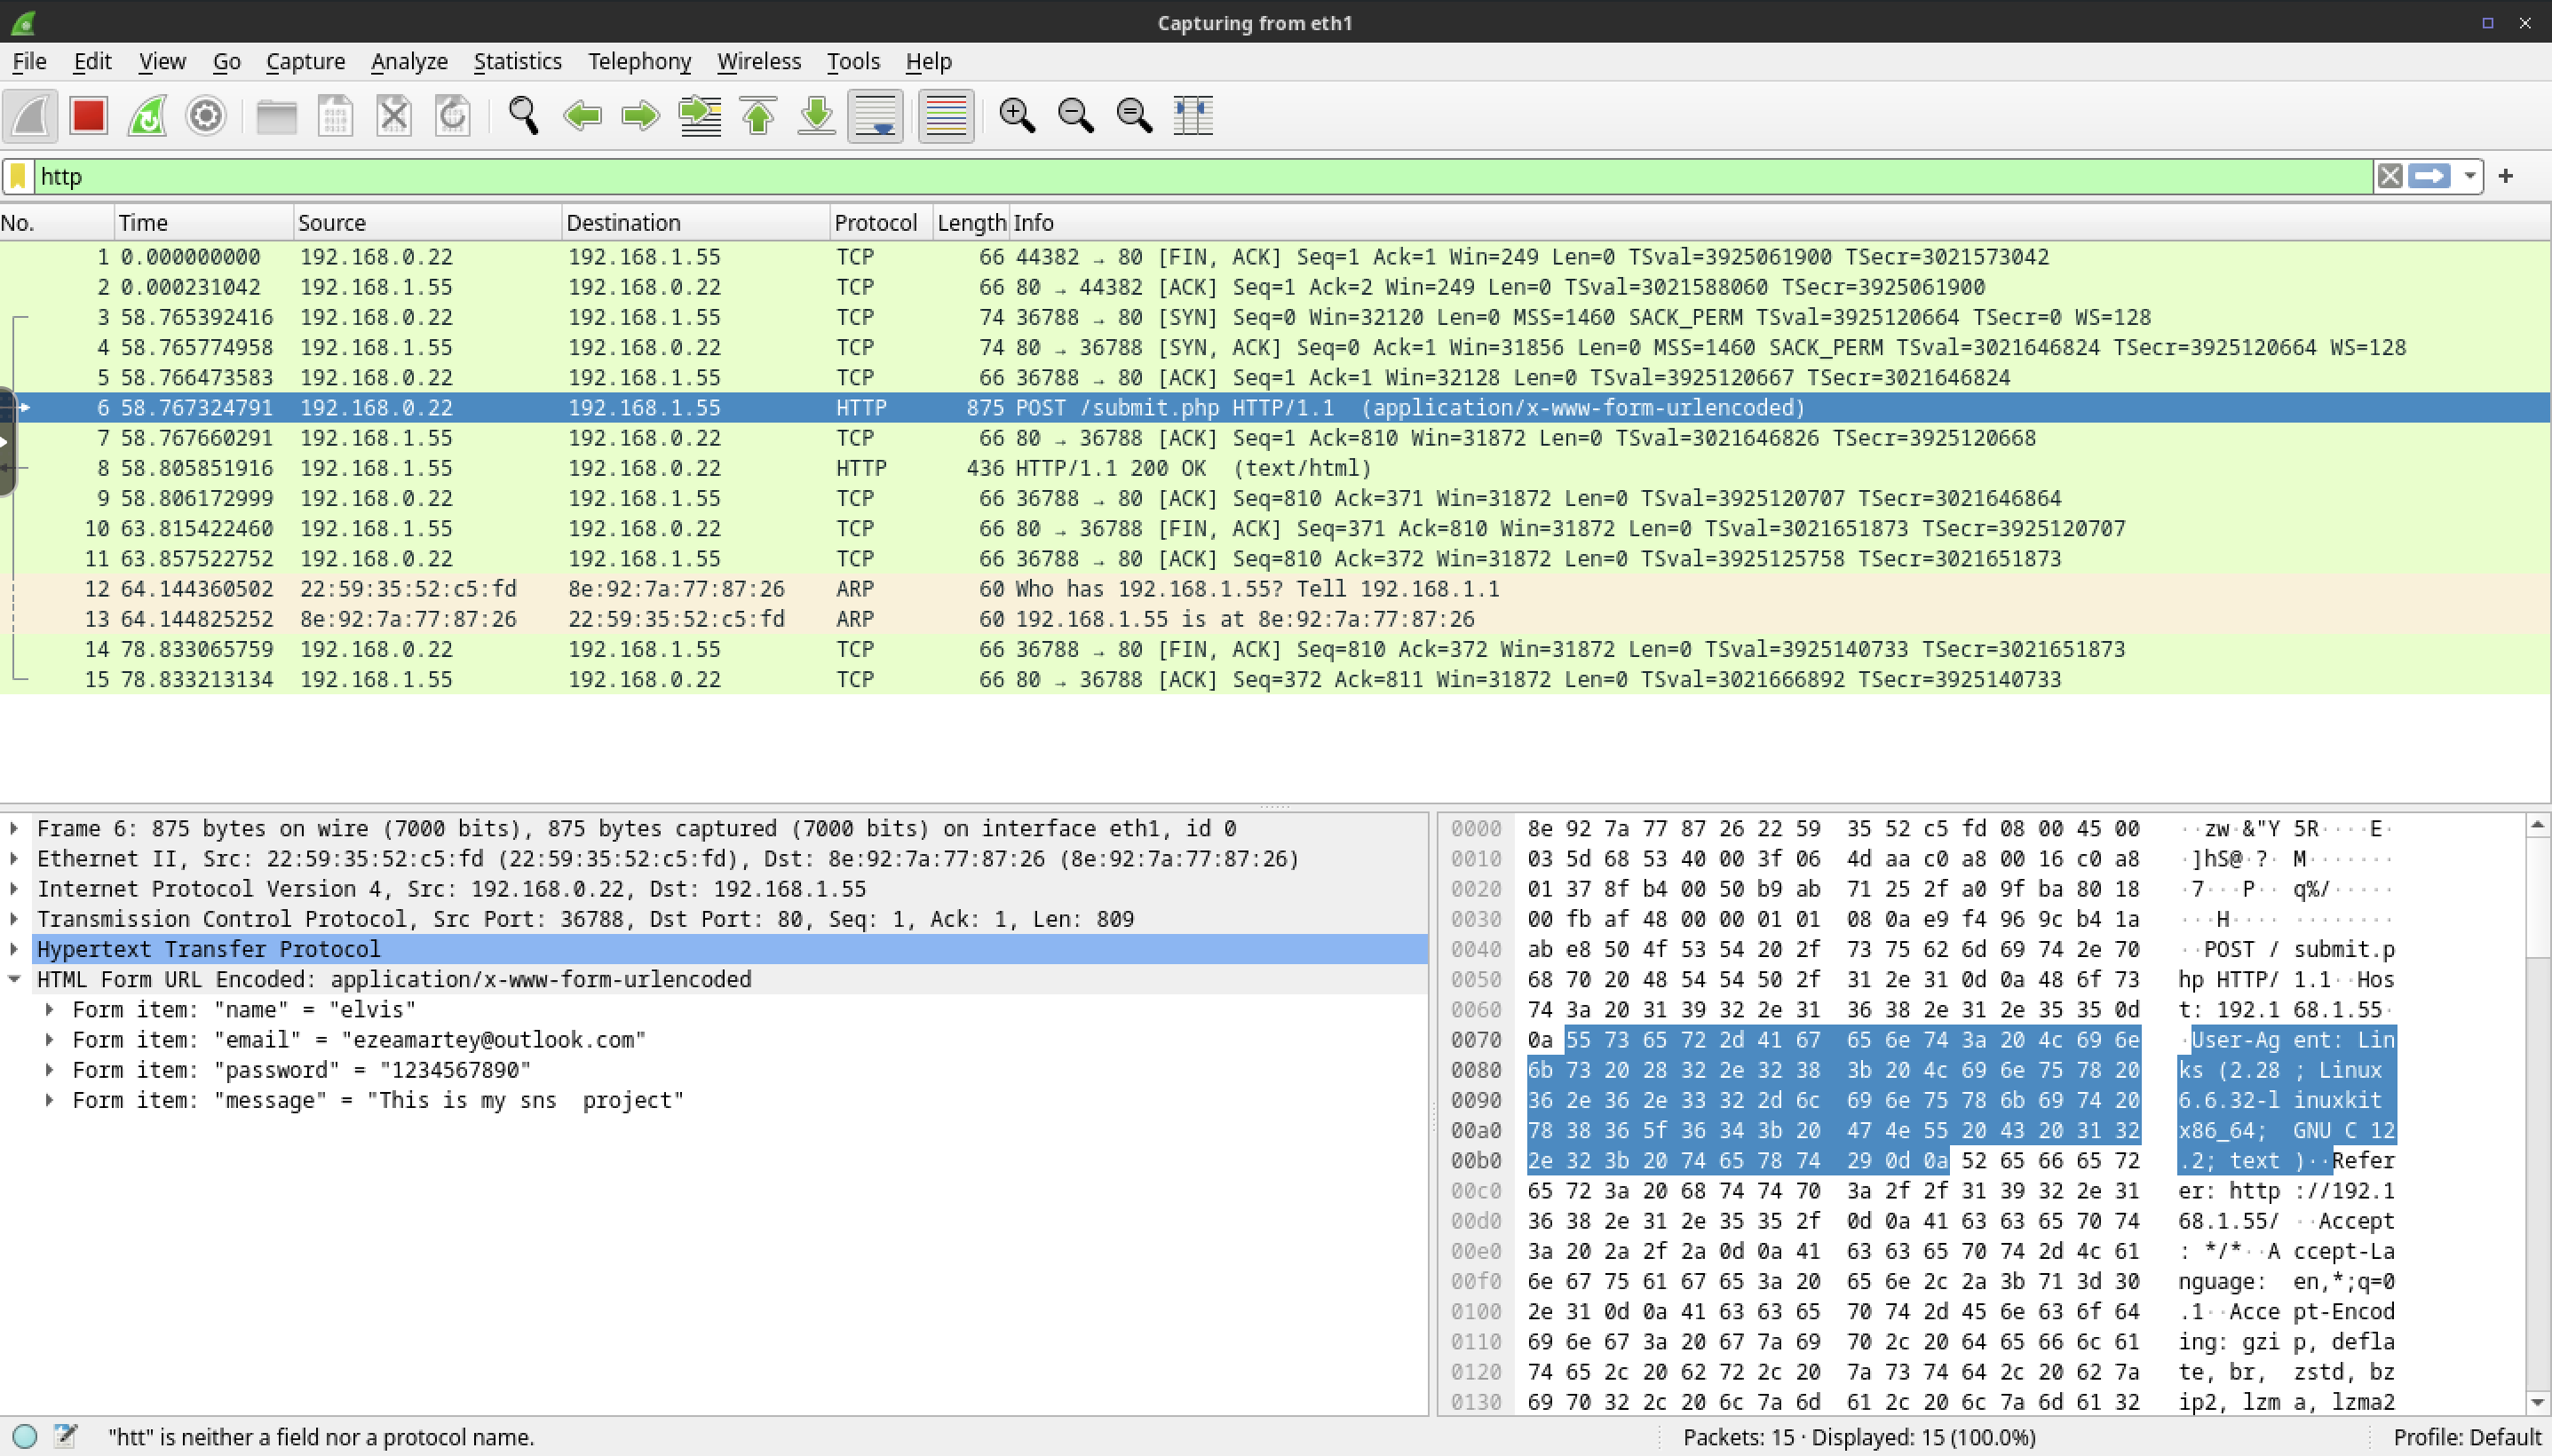 Capturing from eth1
File Edit View Go Capture Analyze Statistics Telephony Wireless Tools Help
http
No. Time Source Destination Protocol Length Info
1 0.000000000 192.168.0.22 192.168.1.55 TCP 66 44382 → 80 [FIN, ACK] Seq=1 Ack=1 Win=249 Len=0 TSval=3925061900 TSecr=3021573042
2 0.000231042 192.168.1.55 192.168.0.22 TCP 66 80 → 44382 [ACK] Seq=1 Ack=2 Win=249 Len=0 TSval=3021588060 TSecr=3925061900
3 58.765392416 192.168.0.22 192.168.1.55 TCP 74 36788 → 80 [SYN] Seq=0 Win=32120 Len=0 MSS=1460 SACK_PERM TSval=3925120664 TSecr=0 WS=128
4 58.765774958 192.168.1.55 192.168.0.22 TCP 74 80 → 36788 [SYN, ACK] Seq=0 Ack=1 Win=31856 Len=0 MSS=1460 SACK_PERM TSval=3021646824 TSecr=3925120664 WS=128
5 58.766473583 192.168.0.22 192.168.1.55 TCP 66 36788 → 80 [ACK] Seq=1 Ack=1 Win=32128 Len=0 TSval=3925120667 TSecr=3021646824
6 58.767324791 192.168.0.22 192.168.1.55 HTTP 875 POST /submit.php HTTP/1.1 (application/x-www-form-urlencoded)
7 58.767660291 192.168.1.55 192.168.0.22 TCP 66 80 → 36788 [ACK] Seq=1 Ack=810 Win=31872 Len=0 TSval=3021646826 TSecr=3925120668
8 58.805851916 192.168.1.55 192.168.0.22 HTTP 436 HTTP/1.1 200 OK (text/html)
9 58.806172999 192.168.0.22 192.168.1.55 TCP 66 36788 → 80 [ACK] Seq=810 Ack=371 Win=31872 Len=0 TSval=3925120707 TSecr=3021646864
10 63.815422460 192.168.1.55 192.168.0.22 TCP 66 80 → 36788 [FIN, ACK] Seq=371 Ack=810 Win=31872 Len=0 TSval=3021651873 TSecr=3925120707
11 63.857522752 192.168.0.22 192.168.1.55 TCP 66 36788 → 80 [ACK] Seq=810 Ack=372 Win=31872 Len=0 TSval=3925125758 TSecr=3021651873
12 64.144360502 22:59:35:52:c5:fd 8e:92:7a:77:87:26 ARP 60 Who has 192.168.1.55? Tell 192.168.1.1
13 64.144825252 8e:92:7a:77:87:26 22:59:35:52:c5:fd ARP 60 192.168.1.55 is at 8e:92:7a:77:87:26
14 78.833065759 192.168.0.22 192.168.1.55 TCP 66 36788 → 80 [FIN, ACK] Seq=810 Ack=372 Win=31872 Len=0 TSval=3925140733 TSecr=3021651873
15 78.833213134 192.168.1.55 192.168.0.22 TCP 66 80 → 36788 [ACK] Seq=372 Ack=811 Win=31872 Len=0 TSval=3021666892 TSecr=3925140733
Frame 6: 875 bytes on wire (7000 bits), 875 bytes captured (7000 bits) on interface eth1, id 0
Ethernet II, Src: 22:59:35:52:c5:fd (22:59:35:52:c5:fd), Dst: 8e:92:7a:77:87:26 (8e:92:7a:77:87:26)
Internet Protocol Version 4, Src: 192.168.0.22, Dst: 192.168.1.55
Transmission Control Protocol, Src Port: 36788, Dst Port: 80, Seq: 1, Ack: 1, Len: 809
Hypertext Transfer Protocol
HTML Form URL Encoded: application/x-www-form-urlencoded
Form item: "name" = "elvis"
Form item: "email" = "ezeamartey@outlook.com"
Form item: "password" = "1234567890"
Form item: "message" = "This is my sns  project"
0000 8e 92 7a 77 87 26 22 59 35 52 c5 fd 08 00 45 00 ··zw·&"Y 5R····E·
0010 03 5d 68 53 40 00 3f 06 4d aa c0 a8 00 16 c0 a8 ·]hS@·?· M·······
0020 01 37 8f b4 00 50 b9 ab 71 25 2f a0 9f ba 80 18 ·7···P·· q%/·····
0030 00 fb af 48 00 00 01 01 08 0a e9 f4 96 9c b4 1a ···H···· ········
0040 ab e8 50 4f 53 54 20 2f 73 75 62 6d 69 74 2e 70 ··POST / submit.p
0050 68 70 20 48 54 54 50 2f 31 2e 31 0d 0a 48 6f 73 hp HTTP/ 1.1··Hos
0060 74 3a 20 31 39 32 2e 31 36 38 2e 31 2e 35 35 0d t: 192.1 68.1.55·
0070 0a 55 73 65 72 2d 41 67 65 6e 74 3a 20 4c 69 6e ·User-Ag ent: Lin
0080 6b 73 20 28 32 2e 32 38 3b 20 4c 69 6e 75 78 20 ks (2.28 ; Linux
0090 36 2e 36 2e 33 32 2d 6c 69 6e 75 78 6b 69 74 20 6.6.32-l inuxkit
00a0 78 38 36 5f 36 34 3b 20 47 4e 55 20 43 20 31 32 x86_64; GNU C 12
00b0 2e 32 3b 20 74 65 78 74 29 0d 0a 52 65 66 65 72 .2; text )··Refer
00c0 65 72 3a 20 68 74 74 70 3a 2f 2f 31 39 32 2e 31 er: http ://192.1
00d0 36 38 2e 31 2e 35 35 2f 0d 0a 41 63 63 65 70 74 68.1.55/ ··Accept
00e0 3a 20 2a 2f 2a 0d 0a 41 63 63 65 70 74 2d 4c 61 : */*··A ccept-La
00f0 6e 67 75 61 67 65 3a 20 65 6e 2c 2a 3b 71 3d 30 nguage: en,*;q=0
0100 2e 31 0d 0a 41 63 63 65 70 74 2d 45 6e 63 6f 64 .1··Acce pt-Encod
0110 69 6e 67 3a 20 67 7a 69 70 2c 20 64 65 66 6c 61 ing: gzi p, defla
0120 74 65 2c 20 62 72 2c 20 7a 73 74 64 2c 20 62 7a te, br, zstd, bz
0130 69 70 32 2c 20 6c 7a 6d 61 2c 20 6c 7a 6d 61 32 ip2, lzm a, lzma2
"htt" is neither a field nor a protocol name.
Packets: 15 · Displayed: 15 (100.0%)
Profile: Default